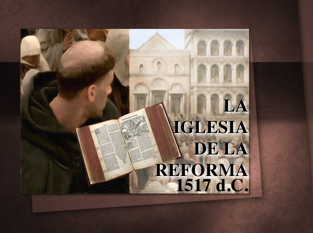 LA
IGLESIA
DE LA
REFORMA
1517 d.C.